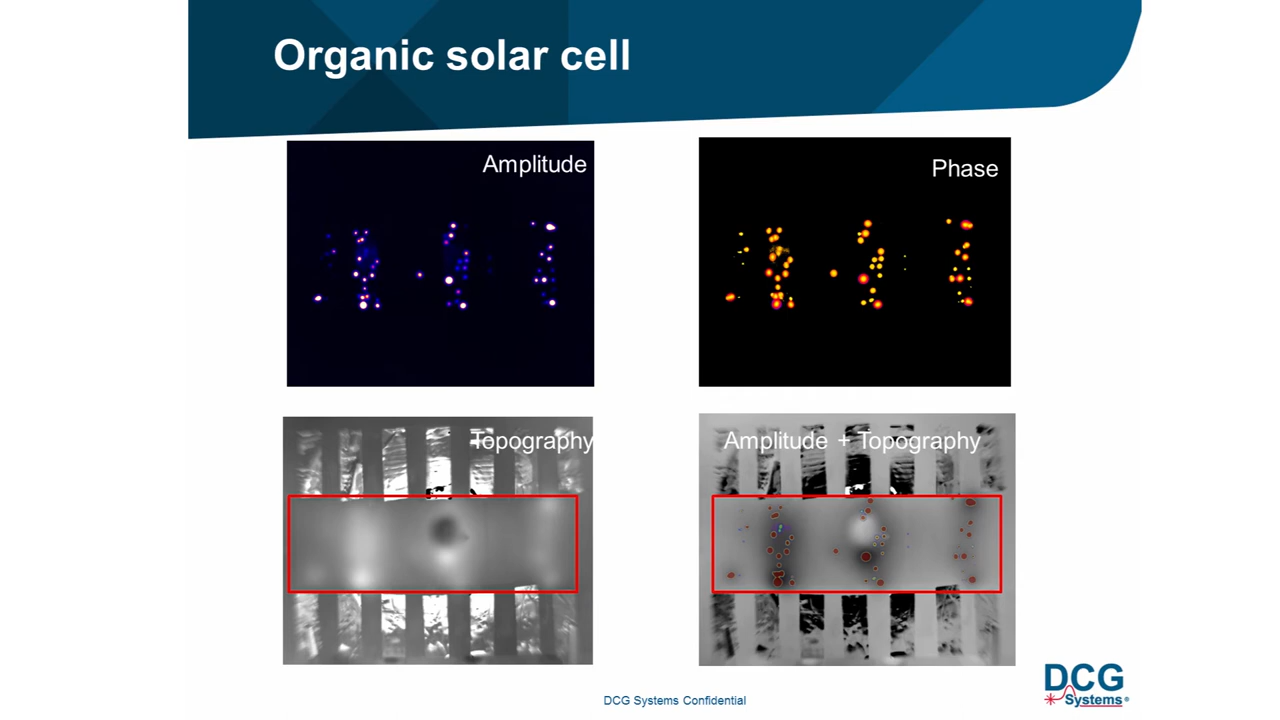 Organic solar cell
Amplitude
Phase
Topography
Amplitude + Topography
DCG Systems Confidential
DCG
Systems®